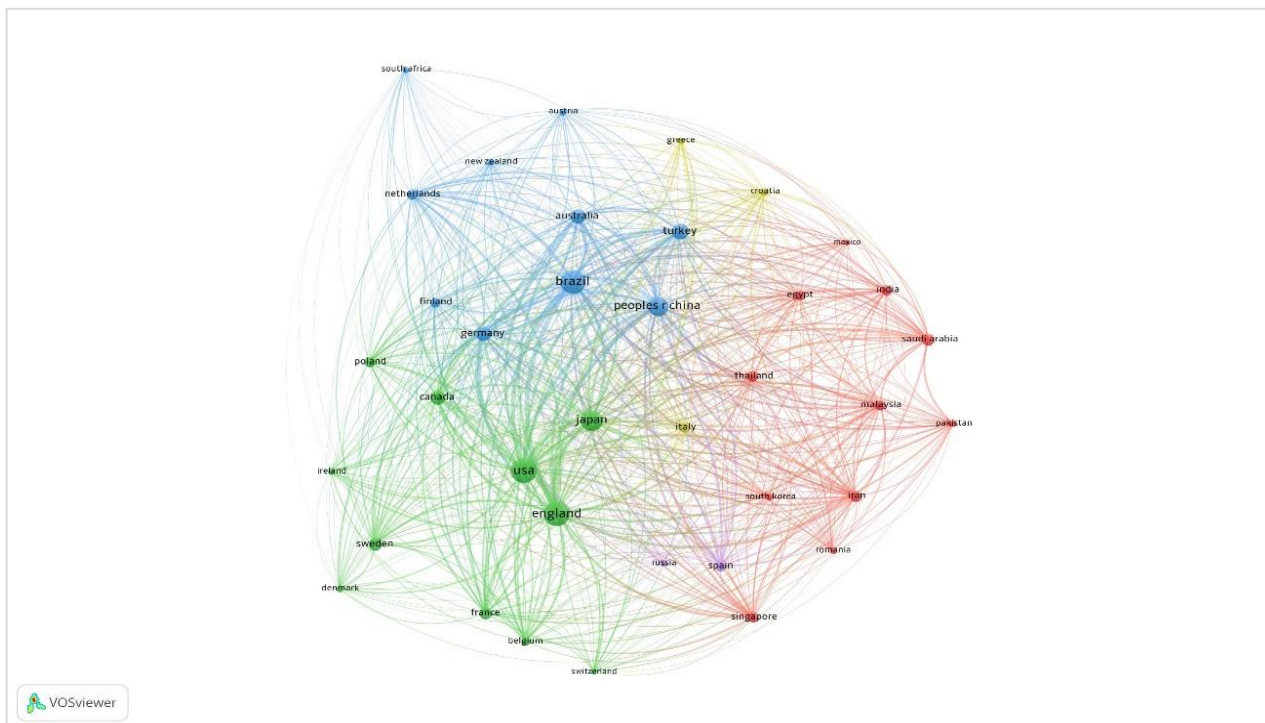 south africa
austria
greece
new zealand
netherlands
croatia
australia
turkey
mexico
brazil
india
egypt
finland
peoples r china
germany
saudi arabia
poland
thailand
canada
malaysia
japan
italy
pakistan
ireland
usa
south korea
iran
england
sweden
romania
russia
spain
denmark
france
singapore
belgium
switzerland
VOSviewer